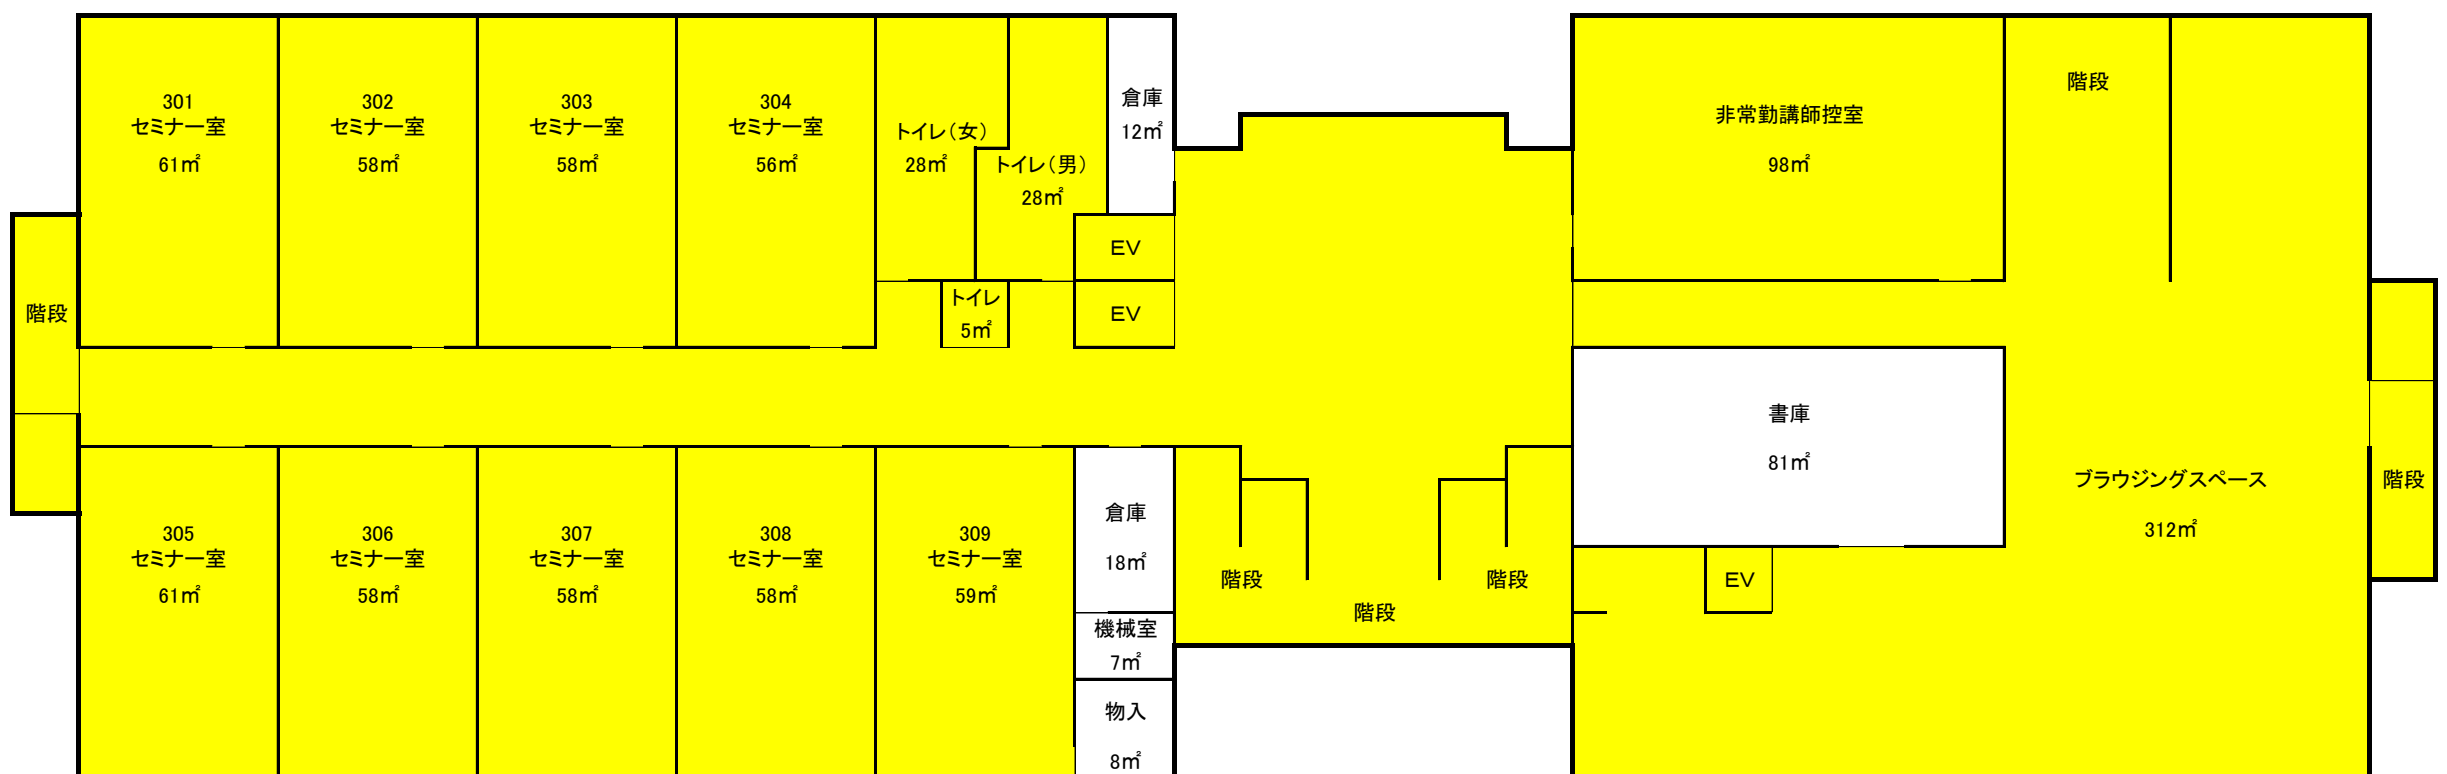 301
セミナー室
61㎡
302
セミナー室
58㎡
303
セミナー室
58㎡
304
セミナー室
56㎡
トイレ（女）
28㎡
トイレ（男）
28㎡
倉庫
12㎡
EV
EV
トイレ
5㎡
階段
非常勤講師控室
98㎡
階段
書庫
81㎡
ブラウジングスペース
312㎡
階段
305
セミナー室
61㎡
306
セミナー室
58㎡
307
セミナー室
58㎡
308
セミナー室
58㎡
309
セミナー室
59㎡
倉庫
18㎡
機械室
7㎡
物入
8㎡
階段
階段
階段
EV